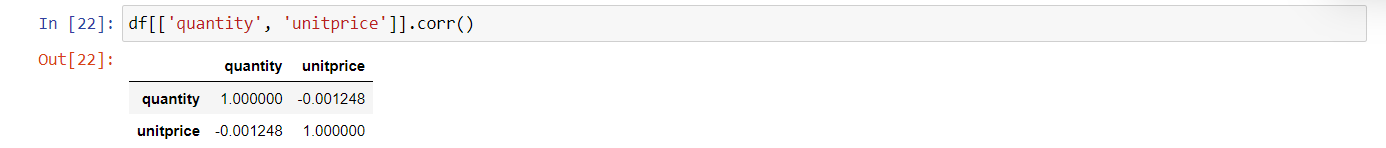 In [22]: df[['quantity', 'unitprice']].corr()
Out[22]:
quantity unitprice
quantity 1.000000 -0.001248
unitprice -0.001248 1.000000